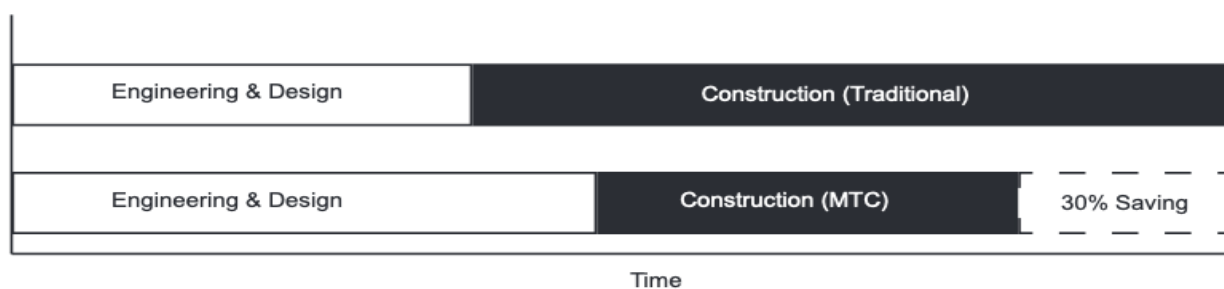 Engineering & Design
Construction (Traditional)
Engineering & Design
Construction (MTC)
30% Saving
Time